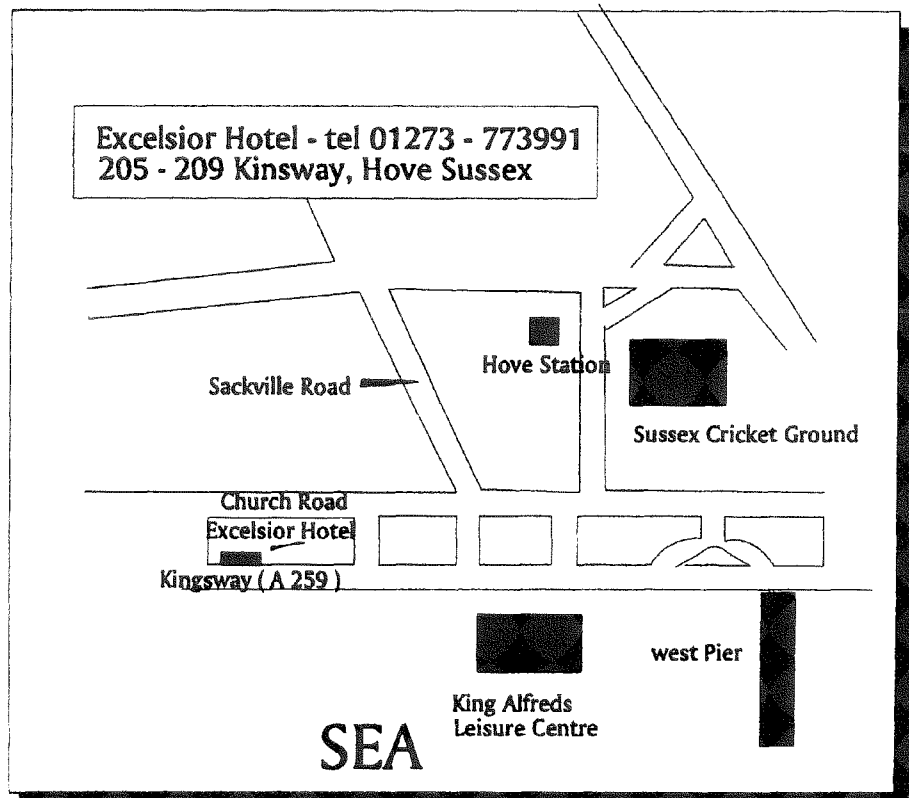 Excelsior Hotel - tel 01273 - 773991
205 - 209 Kinsway, Hove Sussex
Hove Station
Sackville Road
Sussex Cricket Ground
Church Road
Excelsior Hotel
Kingsway ( A 259 )
west Pier
King Alfreds
Leisure Centre
SEA